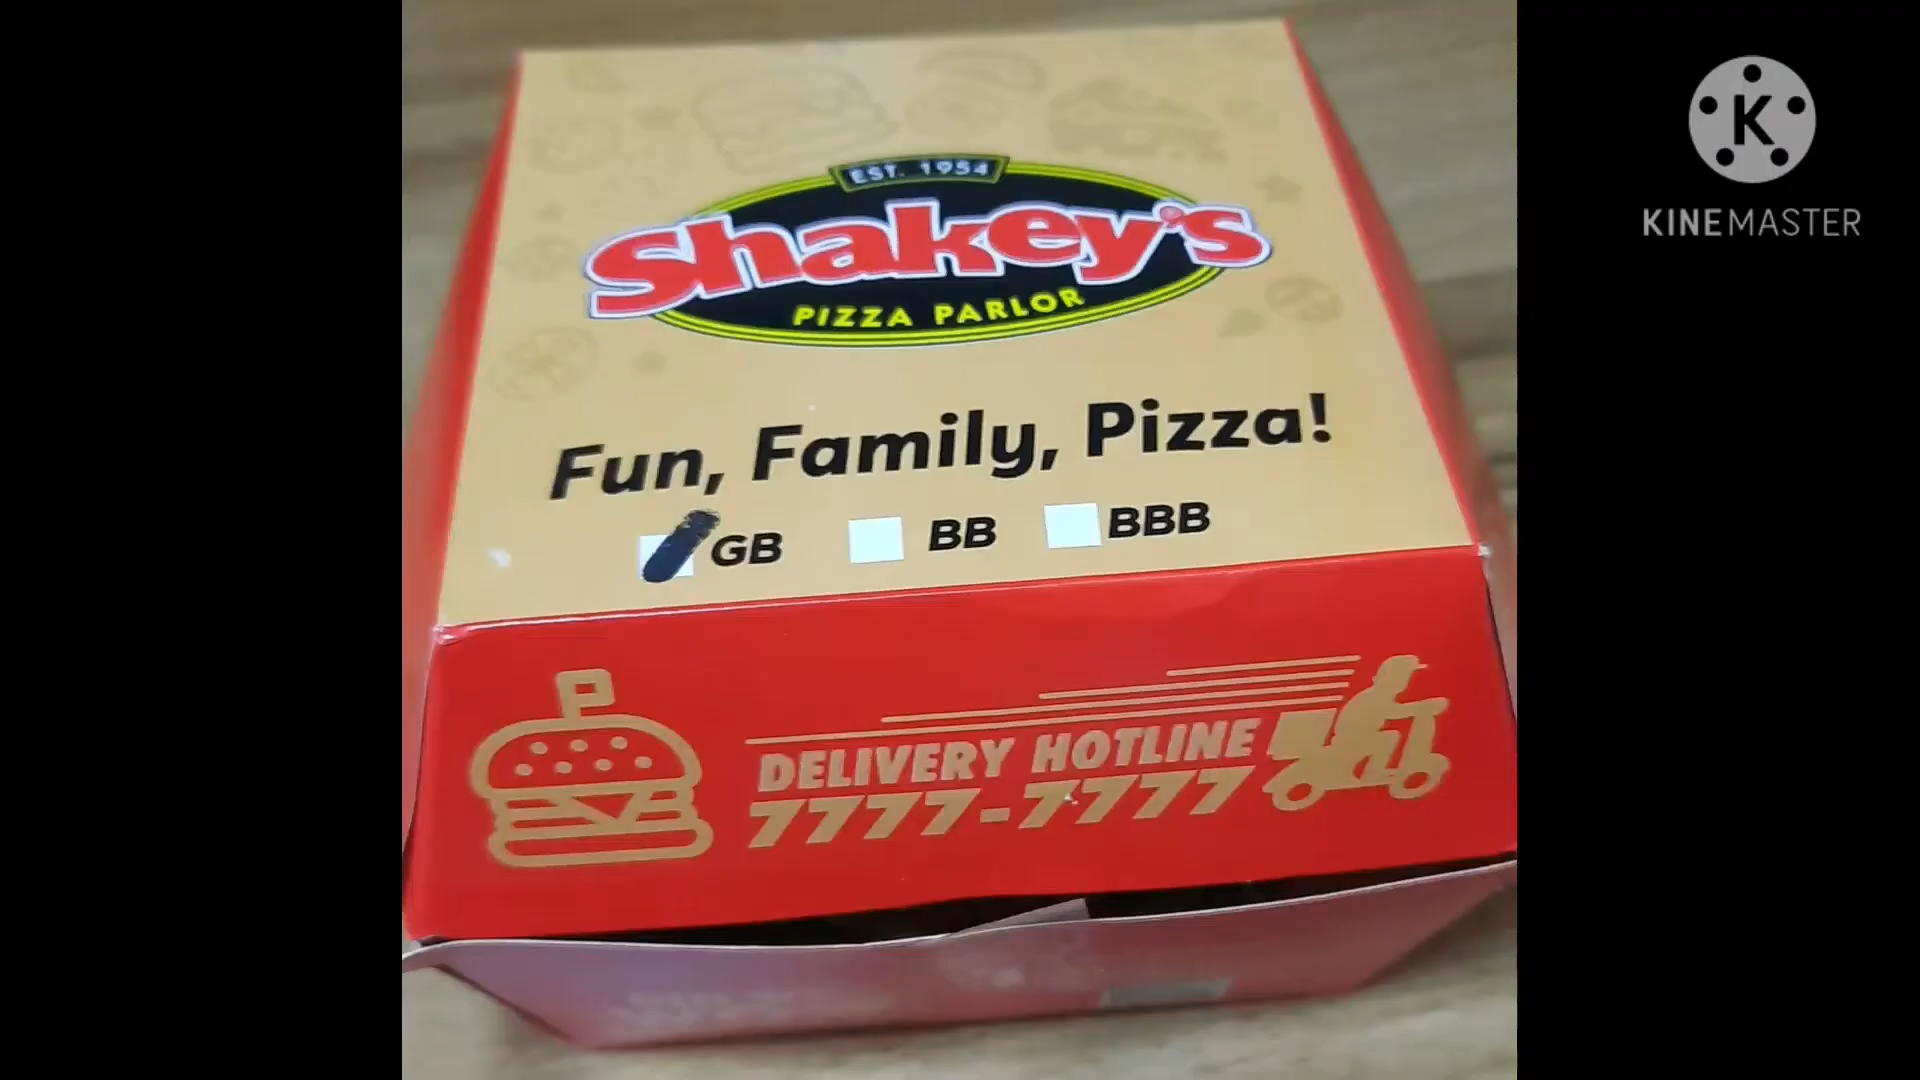 EST. 1954
Shakey's
PIZZA PARLOR
Fun, Family, Pizza!
GB BB BBB
DELIVERY HOTLINE
7777-7777
K
KINEMASTER